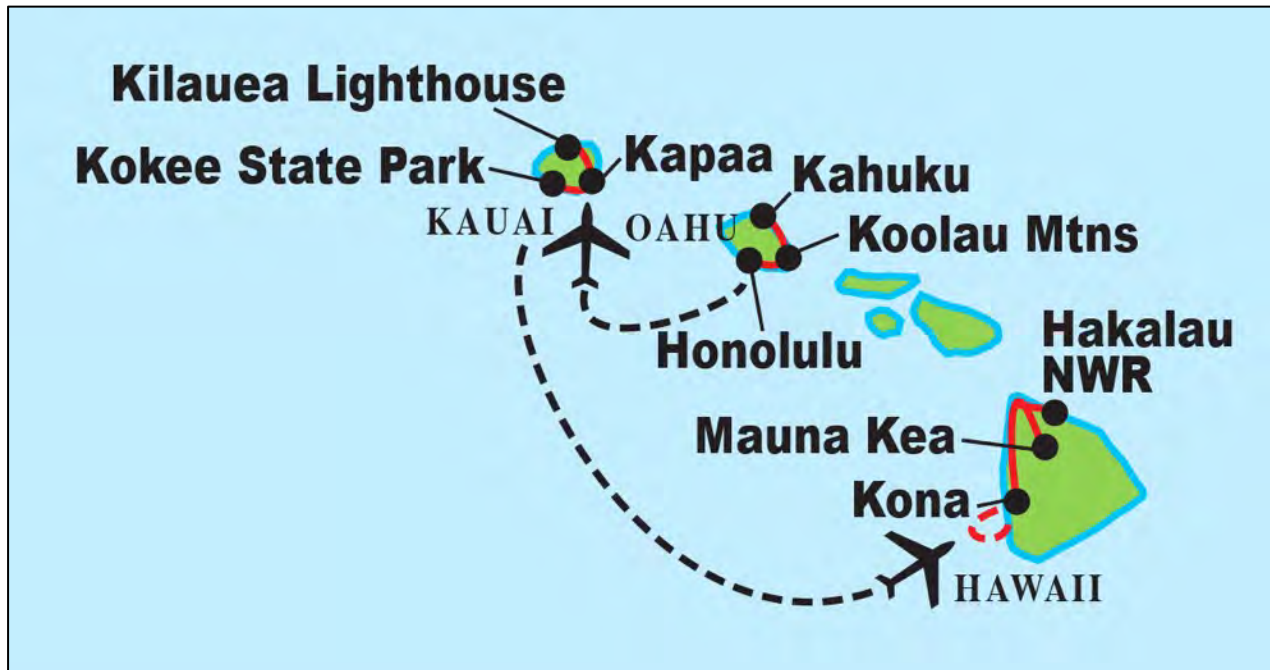 Kilauea Lighthouse
Kokee State Park
Kapaa
KAUAI
OAHU
Kahuku
Koolau Mtns
Honolulu
Hakalau
NWR
Mauna Kea
Kona
HAWAII